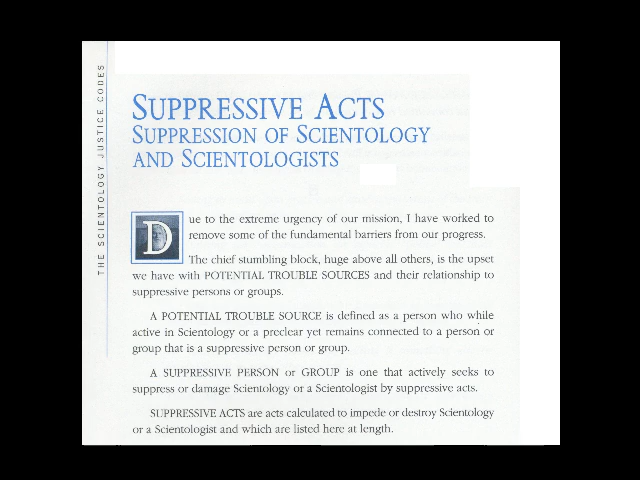 THE SCIENTOLOGY JUSTICE CODES
SUPPRESSIVE ACTS
SUPPRESSION OF SCIENTOLOGY
AND SCIENTOLOGISTS
Due to the extreme urgency of our mission, I have worked to
remove some of the fundamental barriers from our progress.
The chief stumbling block, huge above all others, is the upset
we have with POTENTIAL TROUBLE SOURCES and their relationship to
suppressive persons or groups.
A POTENTIAL TROUBLE SOURCE is defined as a person who while
active in Scientology or a preclear yet remains connected to a person or
group that is a suppressive person or group.
A SUPPRESSIVE PERSON or GROUP is one that actively seeks to
suppress or damage Scientology or a Scientologist by suppressive acts.
SUPPRESSIVE ACTS are acts calculated to impede or destroy Scientology
or a Scientologist and which are listed here at length.